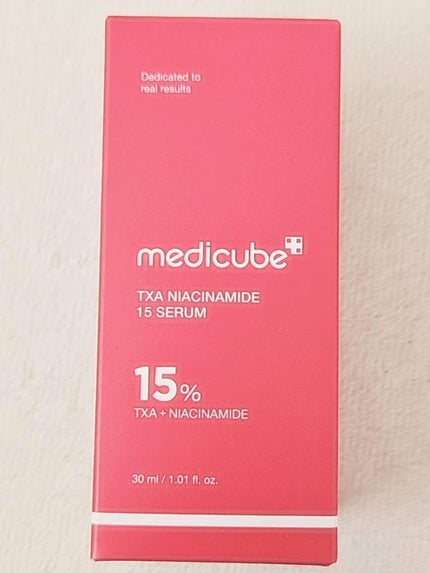 Dedicated to
real results
medicube
TXA NIACINAMIDE
15 SERUM
15%
TXA + NIACINAMIDE
30 ml / 1.01 fl. oz.